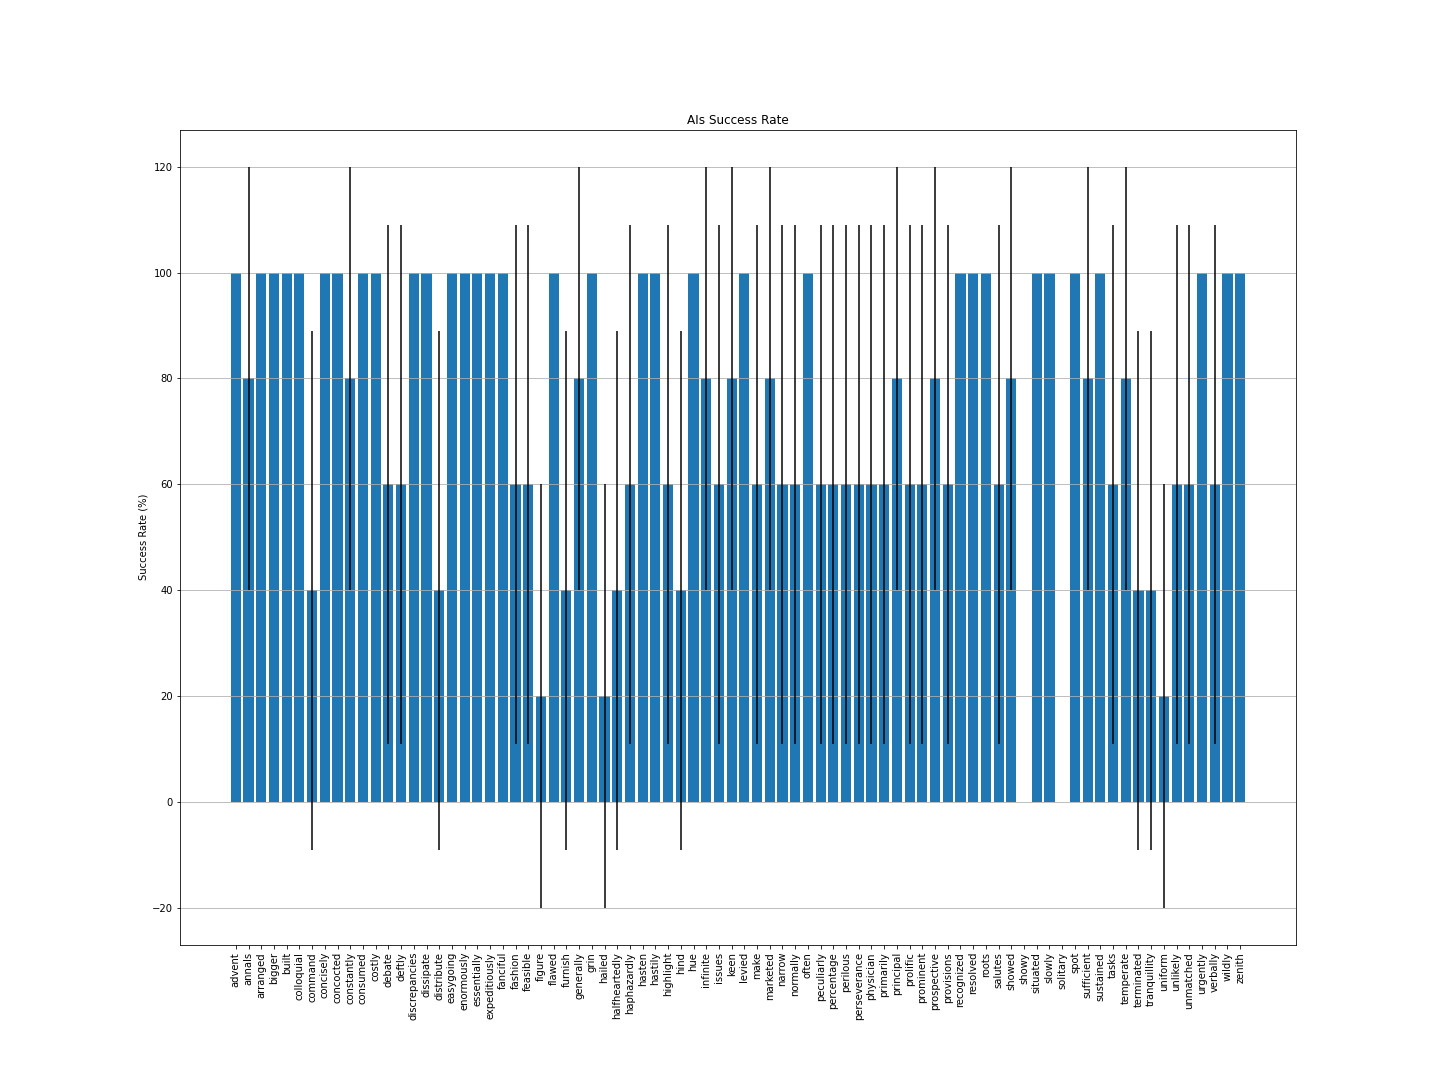 AIs Success Rate
Success Rate (%)
120
100
80
60
40
20
0
−20
advent
annals
arranged
bigger
built
colloquial
command
concisely
concocted
constantly
consumed
costly
debate
deftly
discrepancies
dissipate
distribute
easygoing
enormously
essentially
expeditiously
fanciful
fashion
feasible
figure
flawed
furnish
generally
grin
hailed
halfheartedly
haphazardly
hasten
hastily
highlight
hind
hue
infinite
issues
keen
levied
make
marketed
narrow
normally
often
peculiarly
percentage
perilous
perseverance
physician
primarily
principal
prolific
prominent
prospective
provisions
recognized
resolved
roots
salutes
showed
showy
situated
slowly
solitary
spot
sufficient
sustained
tasks
temperate
terminated
tranquillity
uniform
unlikely
unmatched
urgently
verbally
wildly
zenith